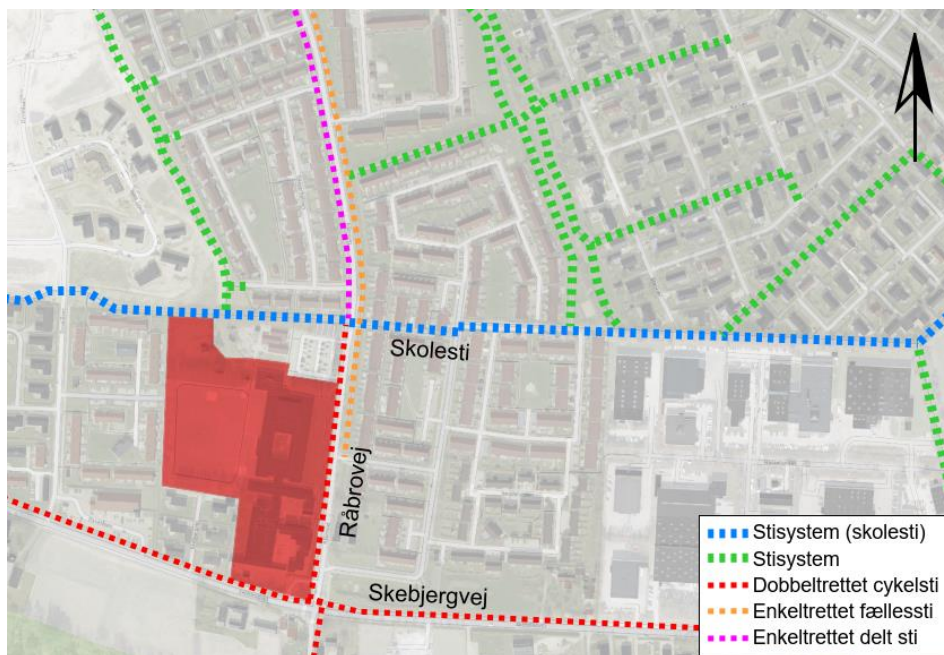 Skolesti
Råbrovej
Skebjergvej
Stisystem (skolesti)
Stisystem
Dobbeltrettet cykelsti
Enkeltrettet fællessti
Enkeltrettet delt sti